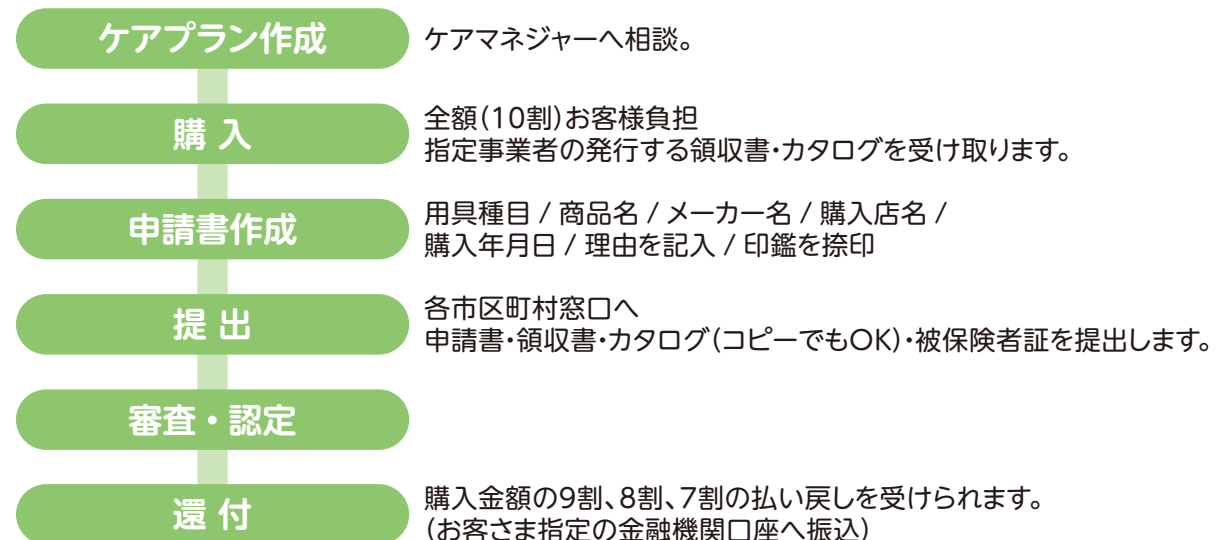 ケアプラン作成
ケアマネジャーへ相談。
購 入
全額(10割)お客様負担
指定事業者の発行する領収書・カタログを受け取ります。
申請書作成
用具種目 / 商品名 / メーカー名 / 購入店名 /
購入年月日 / 理由を記入 / 印鑑を捺印
提 出
各市区町村窓口へ
申請書・領収書・カタログ(コピーでもOK)・被保険者証を提出します。
審査・認定
還 付
購入金額の9割、8割、7割の払い戻しを受けられます。
(お客さま指定の金融機関口座へ振込)